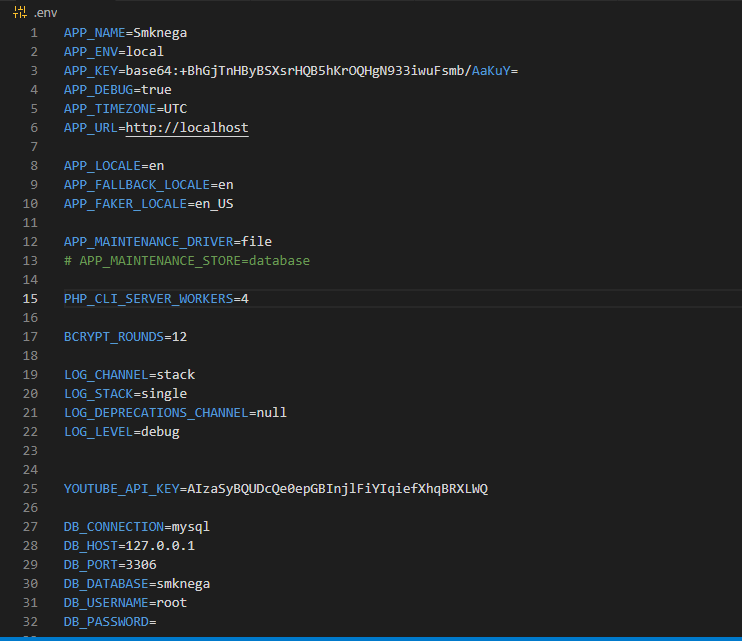 .env
1 APP_NAME=Smknega
2 APP_ENV=local
3 APP_KEY=base64:+BhGjTnHByBSXsrHQB5hKrOQHgN933iwuFsmb/AaKuY=
4 APP_DEBUG=true
5 APP_TIMEZONE=UTC
6 APP_URL=http://localhost
7
8 APP_LOCALE=en
9 APP_FALLBACK_LOCALE=en
10 APP_FAKER_LOCALE=en_US
11
12 APP_MAINTENANCE_DRIVER=file
13 # APP_MAINTENANCE_STORE=database
14
15 PHP_CLI_SERVER_WORKERS=4
16
17 BCRYPT_ROUNDS=12
18
19 LOG_CHANNEL=stack
20 LOG_STACK=single
21 LOG_DEPRECATIONS_CHANNEL=null
22 LOG_LEVEL=debug
23
24
25 YOUTUBE_API_KEY=AIzaSyBQUDcQe0epGBInjlFiYIqiefXhqBRXLWQ
26
27 DB_CONNECTION=mysql
28 DB_HOST=127.0.0.1
29 DB_PORT=3306
30 DB_DATABASE=smknega
31 DB_USERNAME=root
32 DB_PASSWORD=